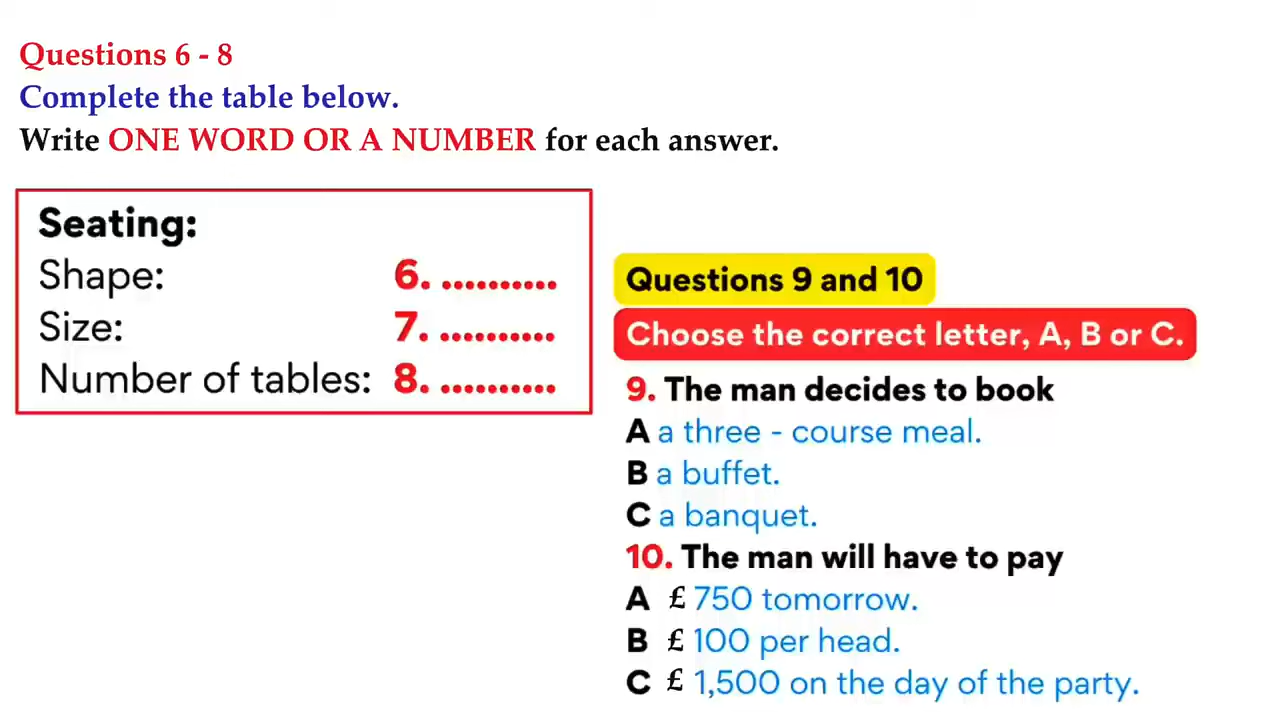 Questions 6 - 8
Complete the table below.
Write ONE WORD OR A NUMBER for each answer.
Seating:
Shape: 6. ..........
Size: 7. ..........
Number of tables: 8. ..........
Questions 9 and 10
Choose the correct letter, A, B or C.
9. The man decides to book
A a three - course meal.
B a buffet.
C a banquet.
10. The man will have to pay
A £ 750 tomorrow.
B £ 100 per head.
C £ 1,500 on the day of the party.